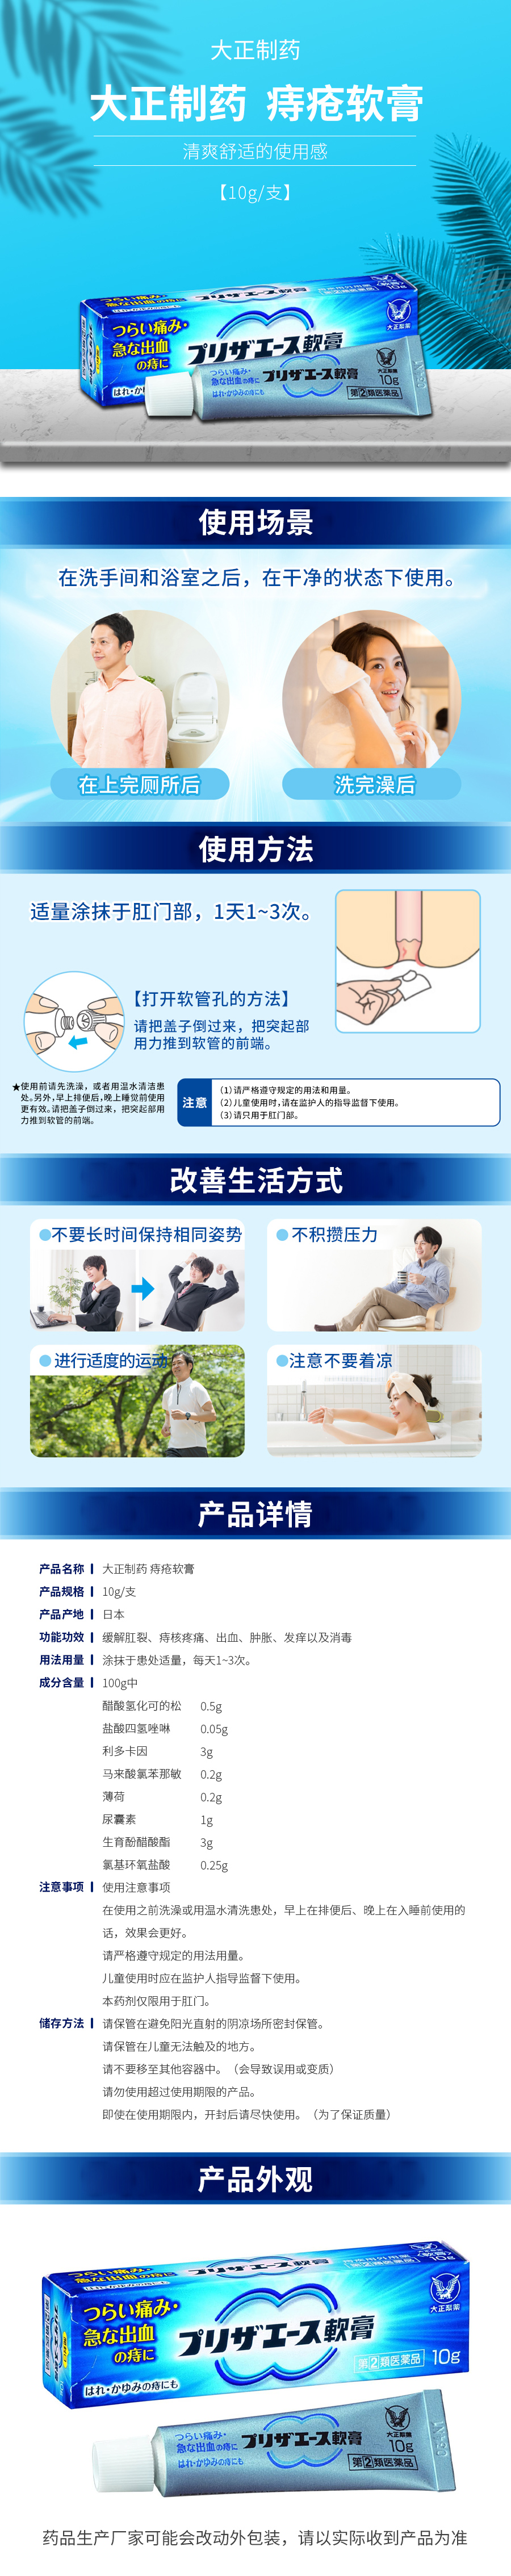 大正制药
大正制药 痔疮软膏
清爽舒适的使用感
【10g/支】
つらい痛み・
急な出血
の痔に
プリザエース軟膏
大正製薬
10g
つらい痛み・
急な出血の痔に
はれ・かゆみの痔にも
プリザエース軟膏
大正製薬
10g
第②類医薬品
使用场景
在洗手间和浴室之后，在干净的状态下使用。
在上完厕所后
洗完澡后
使用方法
适量涂抹于肛门部，1天1~3次。
【打开软管孔的方法】
请把盖子倒过来，把突起部
用力推到软管的前端。
★使用前请先洗澡，或者用温水清洁患
处。另外，早上排便后，晚上睡觉前使用
更有效。请把盖子倒过来，把突起部用
力推到软管的前端。
注意
（1）请严格遵守规定的用法和用量。
（2）儿童使用时，请在监护人的指导监督下使用。
（3）请只用于肛门部。
改善生活方式
●不要长时间保持相同姿势
●不积攒压力
●进行适度的运动
●注意不要着凉
产品详情
产品名称 大正制药 痔疮软膏
产品规格 10g/支
产品产地 日本
功能功效 缓解肛裂、痔核疼痛、出血、肿胀、发痒以及消毒
用法用量 涂抹于患处适量，每天1~3次。
成分含量 100g中
醋酸氢化可的松 0.5g
盐酸四氢唑啉 0.05g
利多卡因 3g
马来酸氯苯那敏 0.2g
薄荷 0.2g
尿囊素 1g
生育酚醋酸酯 3g
氯基环氧盐酸 0.25g
注意事项 使用注意事项
在使用之前洗澡或用温水清洗患处，早上在排便后、晚上在入睡前使用的
话，效果会更好。
请严格遵守规定的用法用量。
儿童使用时应在监护人指导监督下使用。
本药剂仅限用于肛门。
储存方法 请保管在避免阳光直射的阴凉场所密封保管。
请保管在儿童无法触及的地方。
请不要移至其他容器中。（会导致误用或变质）
请勿使用超过使用期限的产品。
即使在使用期限内，开封后请尽快使用。（为了保证质量）
产品外观
つらい痛み・
急な出血の痔に
プリザエース軟膏
10g
つらい痛み・
急な出血
の痔に
はれ・かゆみの痔にも
プリザエース軟膏
大正製薬
第②類医薬品 10g
つらい痛み・
急な出血の痔に
はれ・かゆみの痔にも
プリザエース軟膏
大正製薬
10g
第②類医薬品
药品生产厂家可能会改动外包装，请以实际收到产品为准